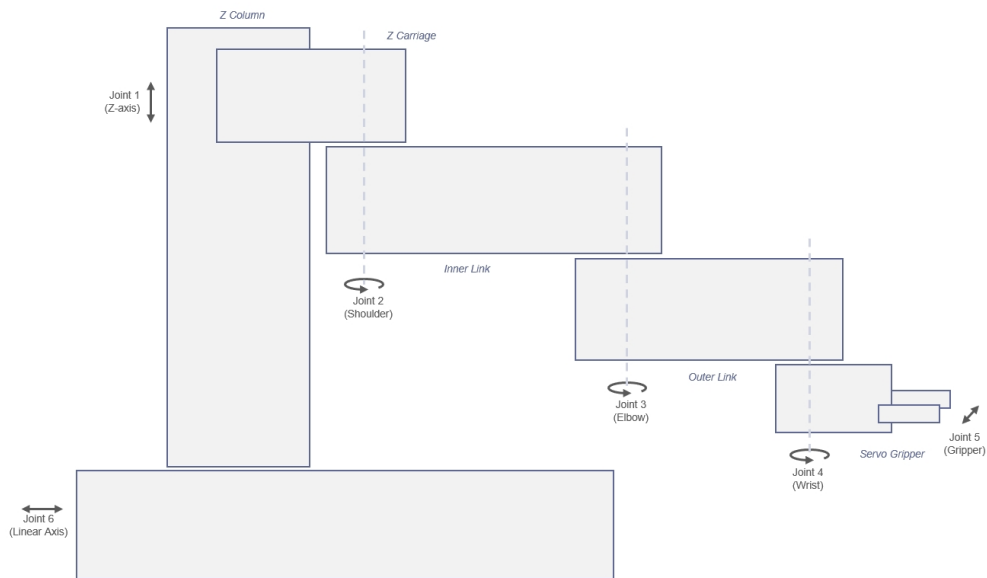 Z Column
Z Carriage
Joint 1
(Z-axis)
Inner Link
Joint 2
(Shoulder)
Outer Link
Joint 3
(Elbow)
Joint 5
(Gripper)
Servo Gripper
Joint 4
(Wrist)
Joint 6
(Linear Axis)